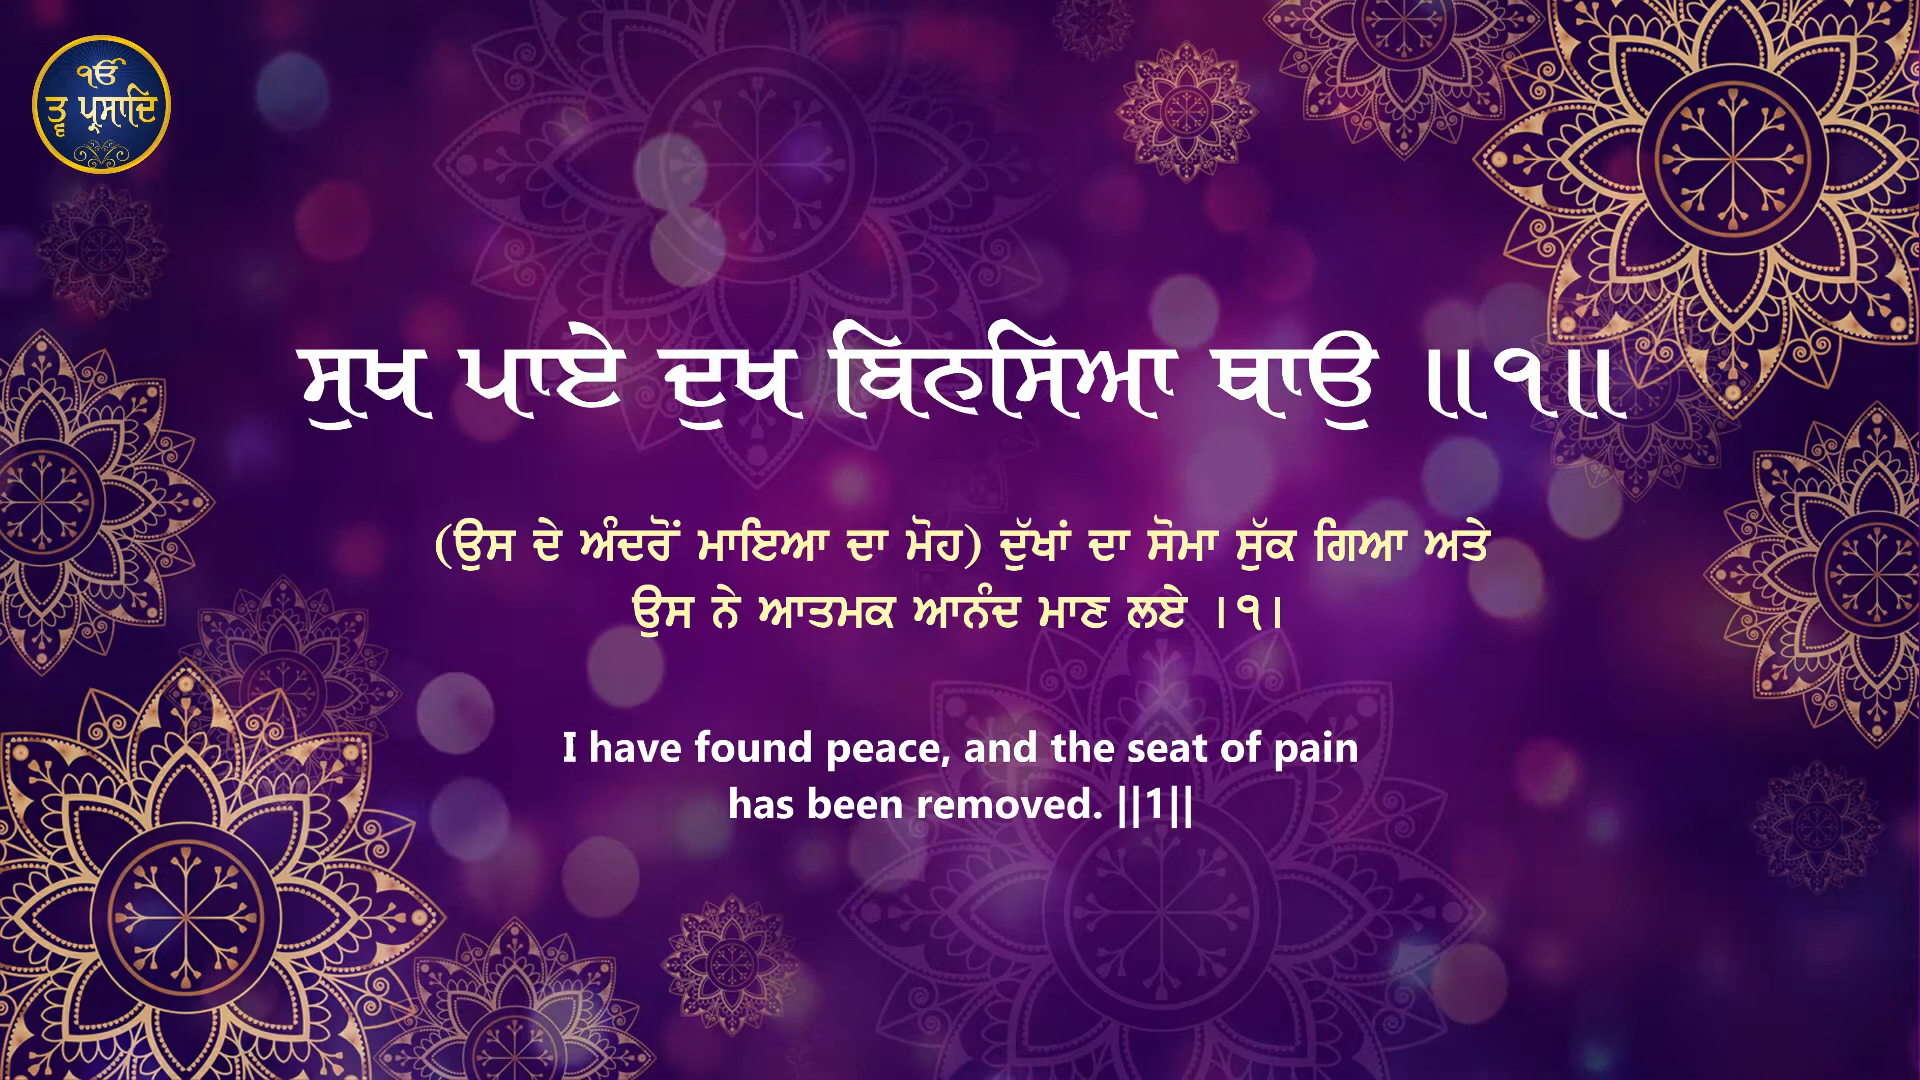 ੴ
ਤ੍ਵ ਪ੍ਰਸਾਦਿ
ਸੁਖ ਪਾਏ ਦੁਖ ਬਿਨਸਿਆ ਥਾਉ ॥੧॥
(ਉਸ ਦੇ ਅੰਦਰੋਂ ਮਾਇਆ ਦਾ ਮੋਹ) ਦੁੱਖਾਂ ਦਾ ਸੋਮਾ ਸੁੱਕ ਗਿਆ ਅਤੇ
ਉਸ ਨੇ ਆਤਮਕ ਆਨੰਦ ਮਾਣ ਲਏ ।੧।
I have found peace, and the seat of pain
has been removed. ||1||